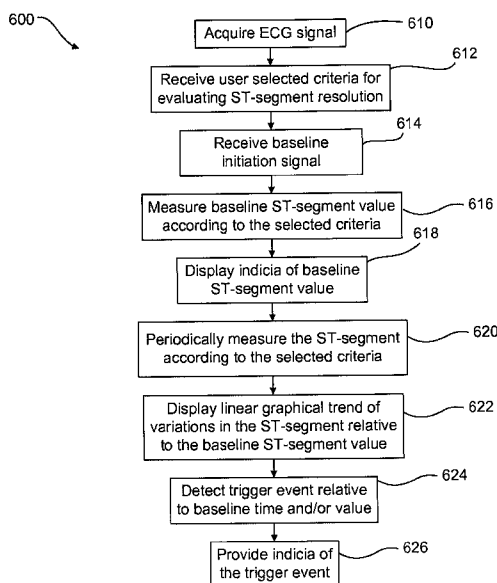 600
Acquire ECG signal
610
Receive user selected criteria for
evaluating ST-segment resolution
612
Receive baseline
initiation signal
614
Measure baseline ST-segment value
according to the selected criteria
616
Display indicia of baseline
ST-segment value
618
Periodically measure the ST-segment
according to the selected criteria
620
Display linear graphical trend of
variations in the ST-segment relative
to the baseline ST-segment value
622
Detect trigger event relative
to baseline time and/or value
624
Provide indicia of
the trigger event
626